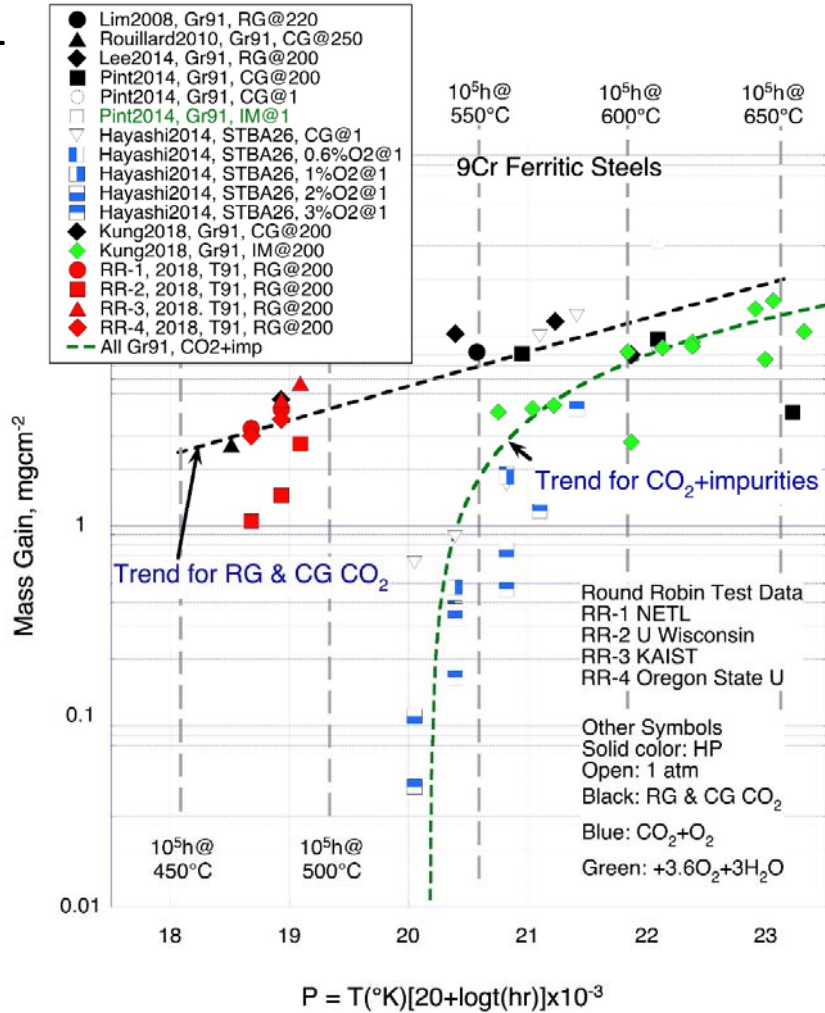 Lim2008, Gr91, RG@220
Rouillard2010, Gr91, CG@250
Lee2014, Gr91, RG@200
Pint2014, Gr91, CG@200
Pint2014, Gr91, CG@1
Pint2014, Gr91, IM@1
Hayashi2014, STBA26, CG@1
Hayashi2014, STBA26, 0.6%O2@1
Hayashi2014, STBA26, 1%O2@1
Hayashi2014, STBA26, 2%O2@1
Hayashi2014, STBA26, 3%O2@1
Kung2018, Gr91, CG@200
Kung2018, Gr91, IM@200
RR-1, 2018, T91, RG@200
RR-2, 2018, T91, RG@200
RR-3, 2018, T91, RG@200
RR-4, 2018, T91, RG@200
All Gr91, CO2+imp
10⁵h@
550°C
10⁵h@
600°C
10⁵h@
650°C
9Cr Ferritic Steels
Mass Gain, mgcm⁻²
1
0.1
0.01
Trend for CO₂+impurities
Trend for RG & CG CO₂
Round Robin Test Data
RR-1 NETL
RR-2 U Wisconsin
RR-3 KAIST
RR-4 Oregon State U
Other Symbols
Solid color: HP
Open: 1 atm
Black: RG & CG CO₂
Blue: CO₂+O₂
Green: +3.6O₂+3H₂O
10⁵h@
450°C
10⁵h@
500°C
18 19 20 21 22 23
P = T(°K)[20+logt(hr)]x10⁻³